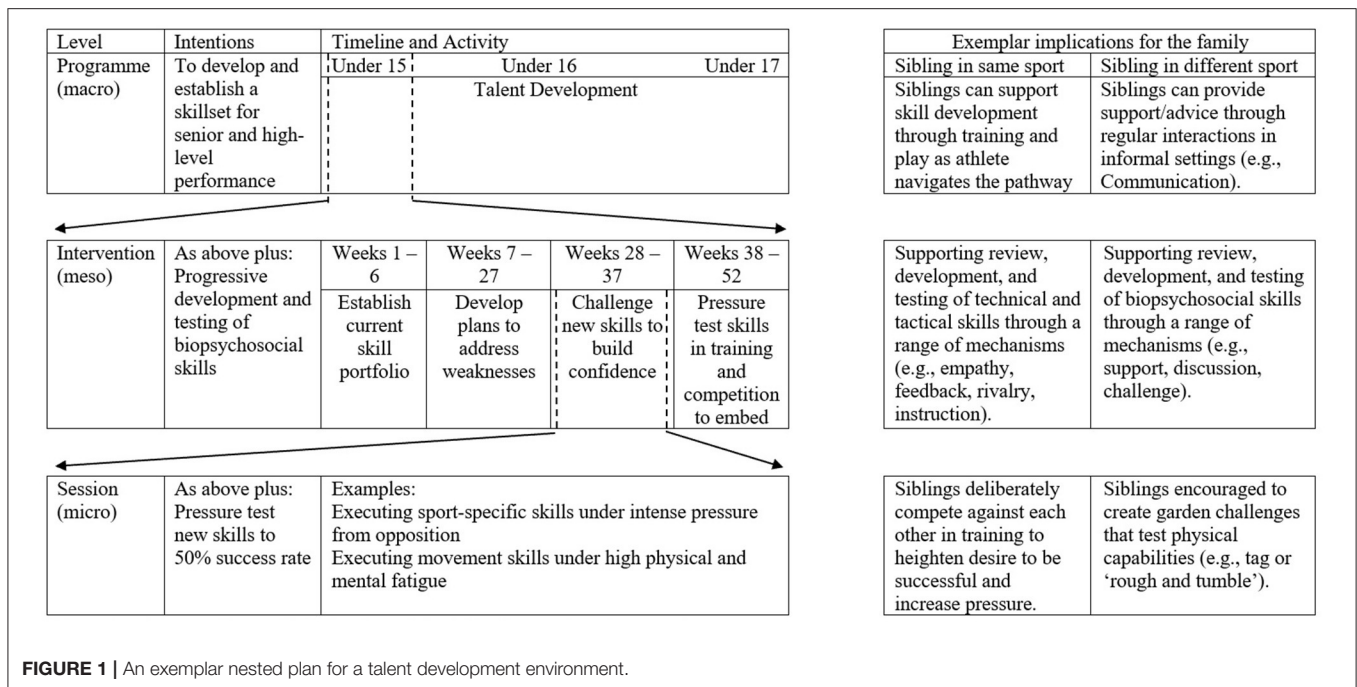 Level Intentions Timeline and Activity
Programme (macro)
To develop and
establish a
skillset for
senior and high-
level
performance
Under 15 Under 16 Under 17
Talent Development
Exemplar implications for the family
Sibling in same sport Sibling in different sport
Siblings can support
skill development
through training and
play as athlete
navigates the pathway
Siblings can provide
support/advice through
regular interactions in
informal settings (e.g.,
Communication).
Intervention
(meso)
As above plus:
Progressive
development and
testing of
biopsychosocial
skills
Weeks 1 –
6
Establish
current
skill
portfolio
Weeks 7 –
27
Develop
plans to
address
weaknesses
Weeks 28 –
37
Challenge
new skills to
build
confidence
Weeks 38 –
52
Pressure
test skills
in training
and
competition
to embed
Supporting review,
development, and
testing of technical and
tactical skills through a
range of mechanisms
(e.g., empathy,
feedback, rivalry,
instruction).
Supporting review,
development, and testing
of biopsychosocial skills
through a range of
mechanisms (e.g.,
support, discussion,
challenge).
Session
(micro)
As above plus:
Pressure test
new skills to
50% success rate
Examples:
Executing sport-specific skills under intense pressure
from opposition
Executing movement skills under high physical and
mental fatigue
Siblings deliberately
compete against each
other in training to
heighten desire to be
successful and
increase pressure.
Siblings encouraged to
create garden challenges
that test physical
capabilities (e.g., tag or
‘rough and tumble’).
FIGURE 1 | An exemplar nested plan for a talent development environment.